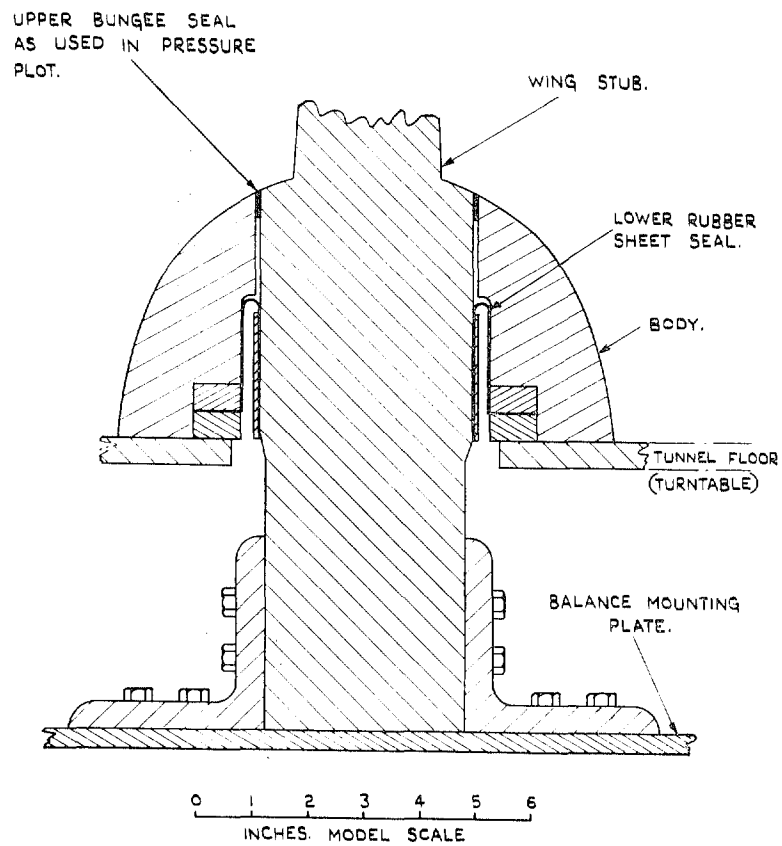 UPPER BUNGEE SEAL
AS USED IN PRESSURE
PLOT.
WING STUB.
LOWER RUBBER
SHEET SEAL.
BODY.
TUNNEL FLOOR
(TURNTABLE)
BALANCE MOUNTING
PLATE.
0 1 2 3 4 5 6
INCHES. MODEL SCALE